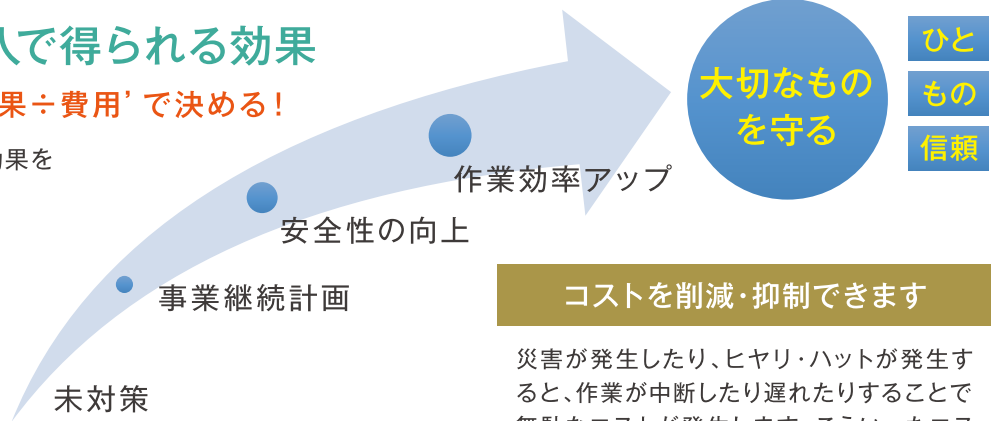 で得られる効果
果÷費用’で決める！
効果を
大切なもの
を守る
ひと
もの
信頼
作業効率アップ
安全性の向上
事業継続計画
未対策
コストを削減・抑制できます
災害が発生したり、ヒヤリ・ハットが発生す
ると、作業が中断したり遅れたりすることで